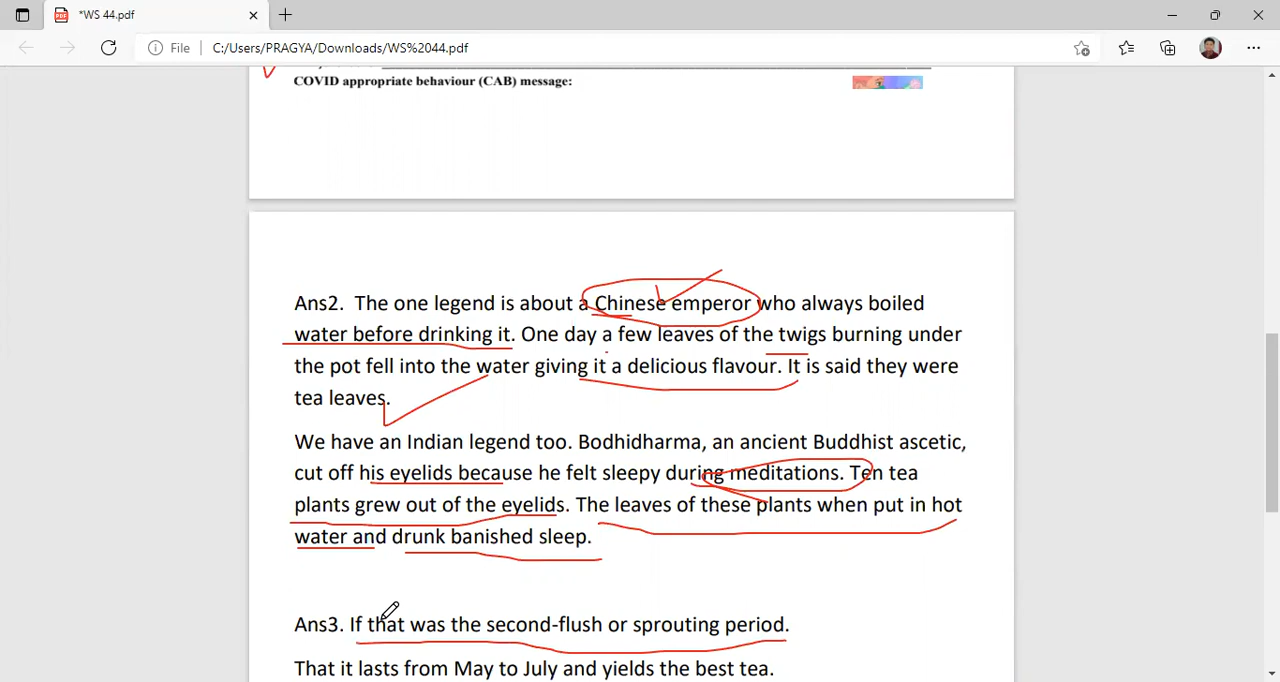 *WS 44.pdf
File C:/Users/PRAGYA/Downloads/WS%2044.pdf
COVID appropriate behaviour (CAB) message:
Ans2. The one legend is about a Chinese emperor who always boiled
water before drinking it. One day a few leaves of the twigs burning under
the pot fell into the water giving it a delicious flavour. It is said they were
tea leaves.
We have an Indian legend too. Bodhidharma, an ancient Buddhist ascetic,
cut off his eyelids because he felt sleepy during meditations. Ten tea
plants grew out of the eyelids. The leaves of these plants when put in hot
water and drunk banished sleep.
Ans3. If that was the second-flush or sprouting period.
That it lasts from May to July and yields the best tea.